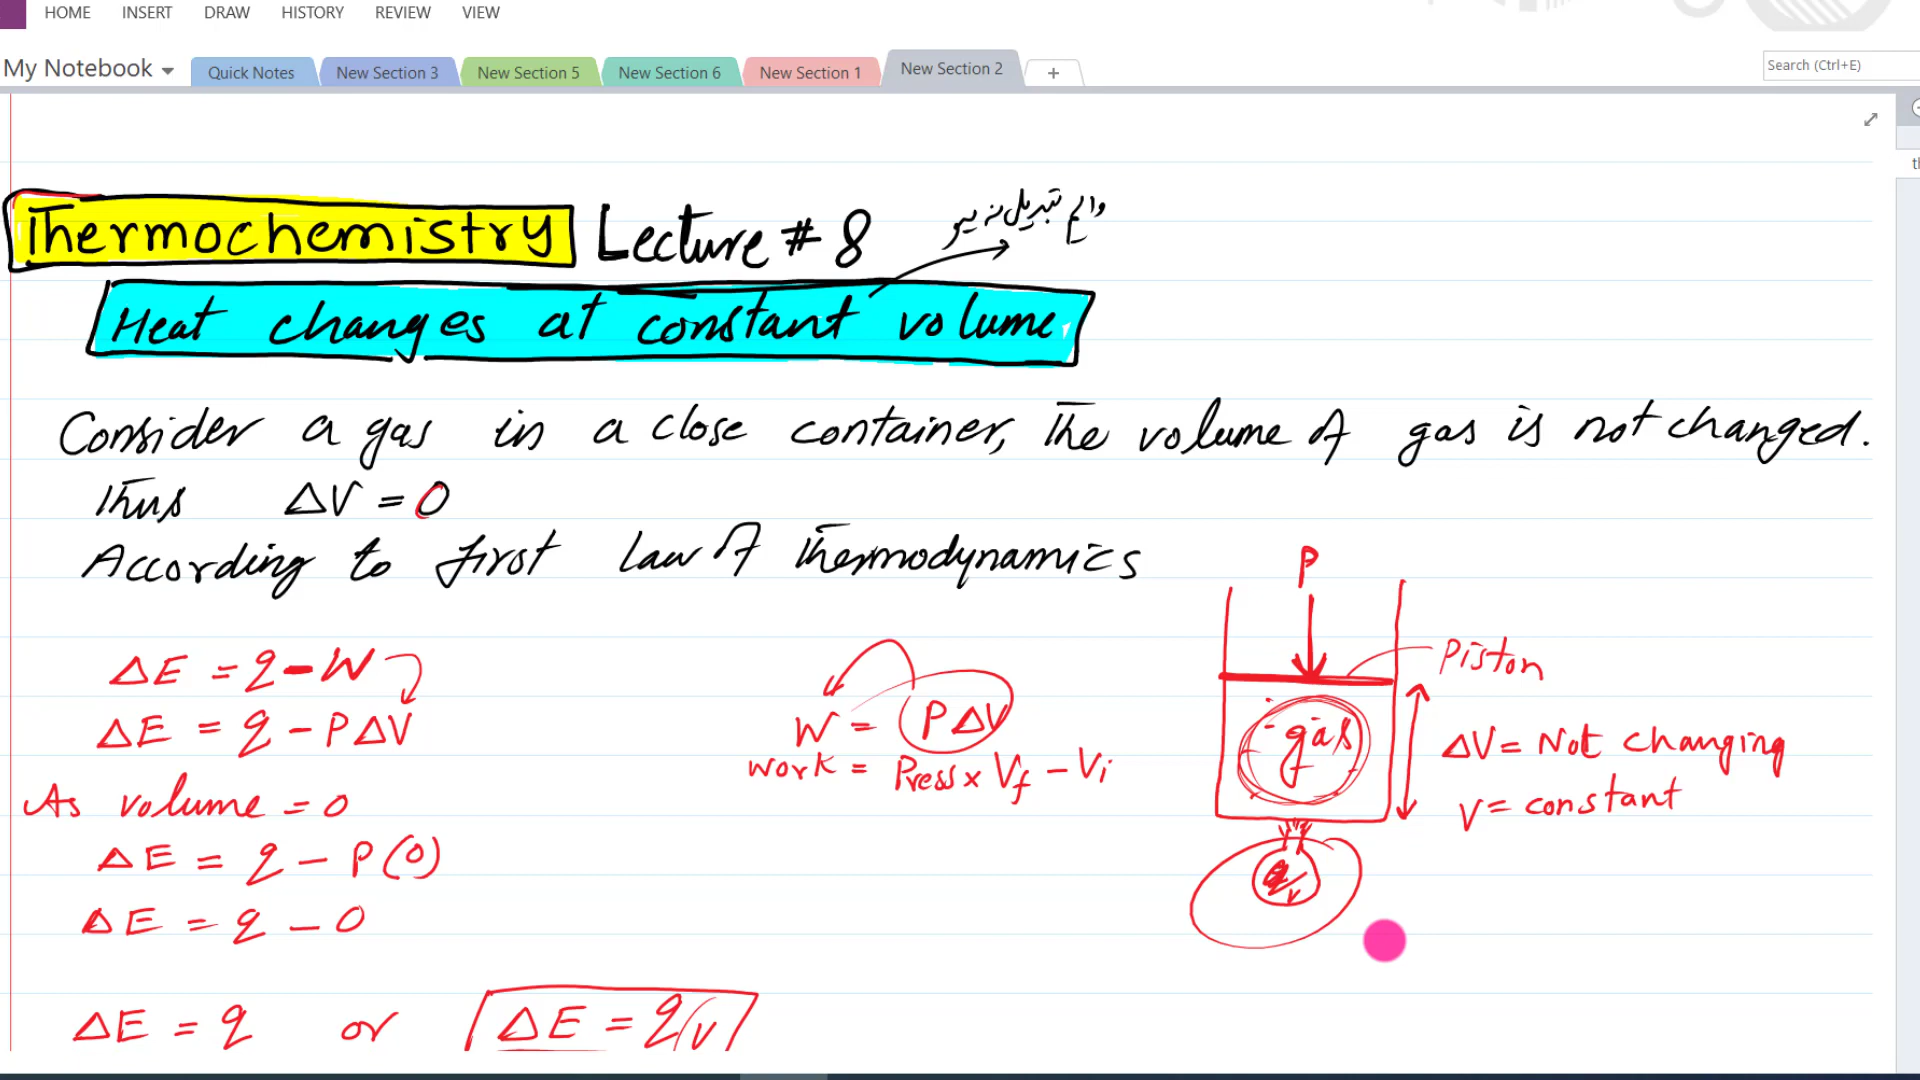 HOME INSERT DRAW HISTORY REVIEW VIEW
My Notebook Quick Notes New Section 3 New Section 5 New Section 6 New Section 1 New Section 2 +
Search (Ctrl+E)
Thermochemistry Lecture # 8
Heat changes at constant volume
Consider a gas in a close container, The volume of gas is not changed.
Thus ΔV = 0
According to first law of Thermodynamics
ΔE = q - W
ΔE = q - PΔV
As volume = 0
ΔE = q - P(0)
ΔE = q - 0
ΔE = q or ΔE = q v
W = PΔV
work = Press x Vf - Vi
P
Piston
gas
ΔV = Not changing
V = constant
q v